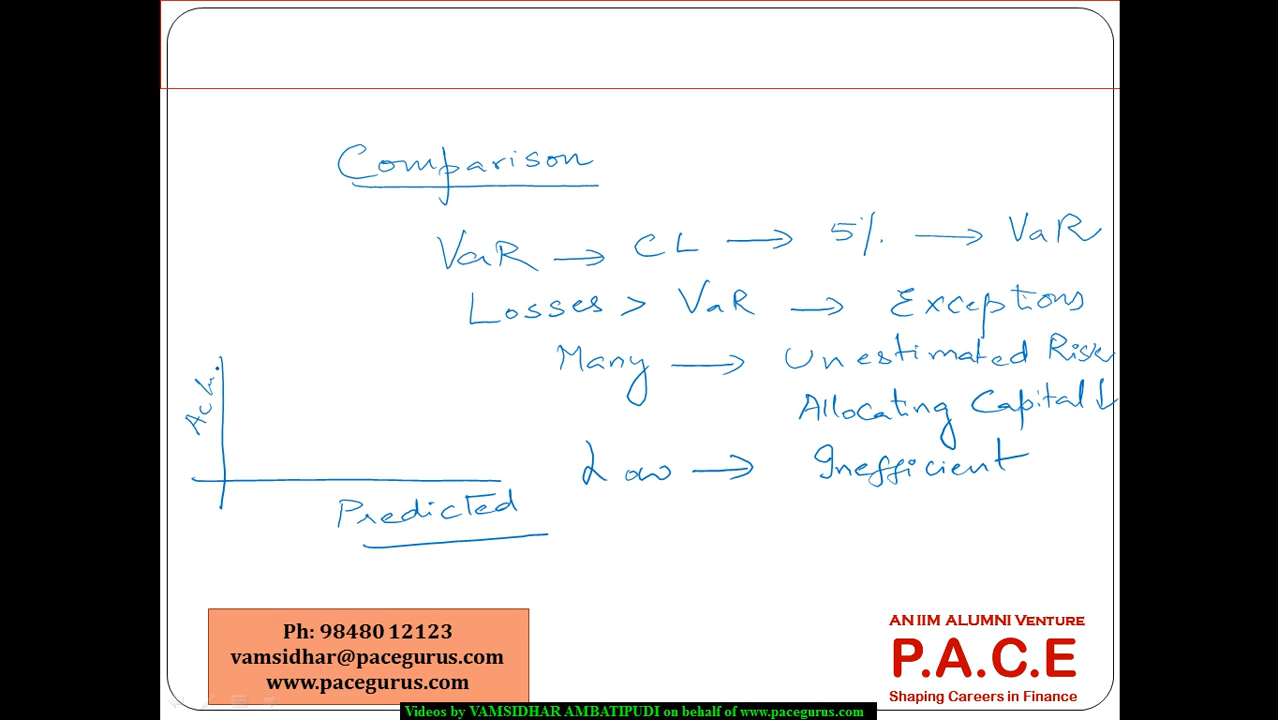 Comparison
VaR → CL → 5% → VaR
Losses > VaR → Exceptions
Many → Unestimated Risk
Allocating Capital ↓
Low → Inefficient
Act.
Predicted
Ph: 98480 12123
vamsidhar@pacegurus.com
www.pacegurus.com
AN IIM ALUMNI VENTURE
P.A.C.E
Shaping Careers in Finance
Videos by VAMSIDHAR AMBATIPUDI on behalf of www.pacegurus.com